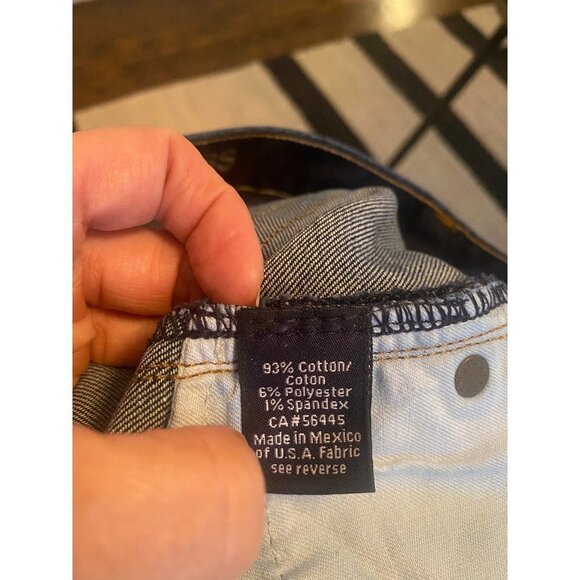 93% Cotton/
Coton
6% Polyester
1% Spandex
CA#56445
Made in Mexico
of U.S.A. Fabric
see reverse